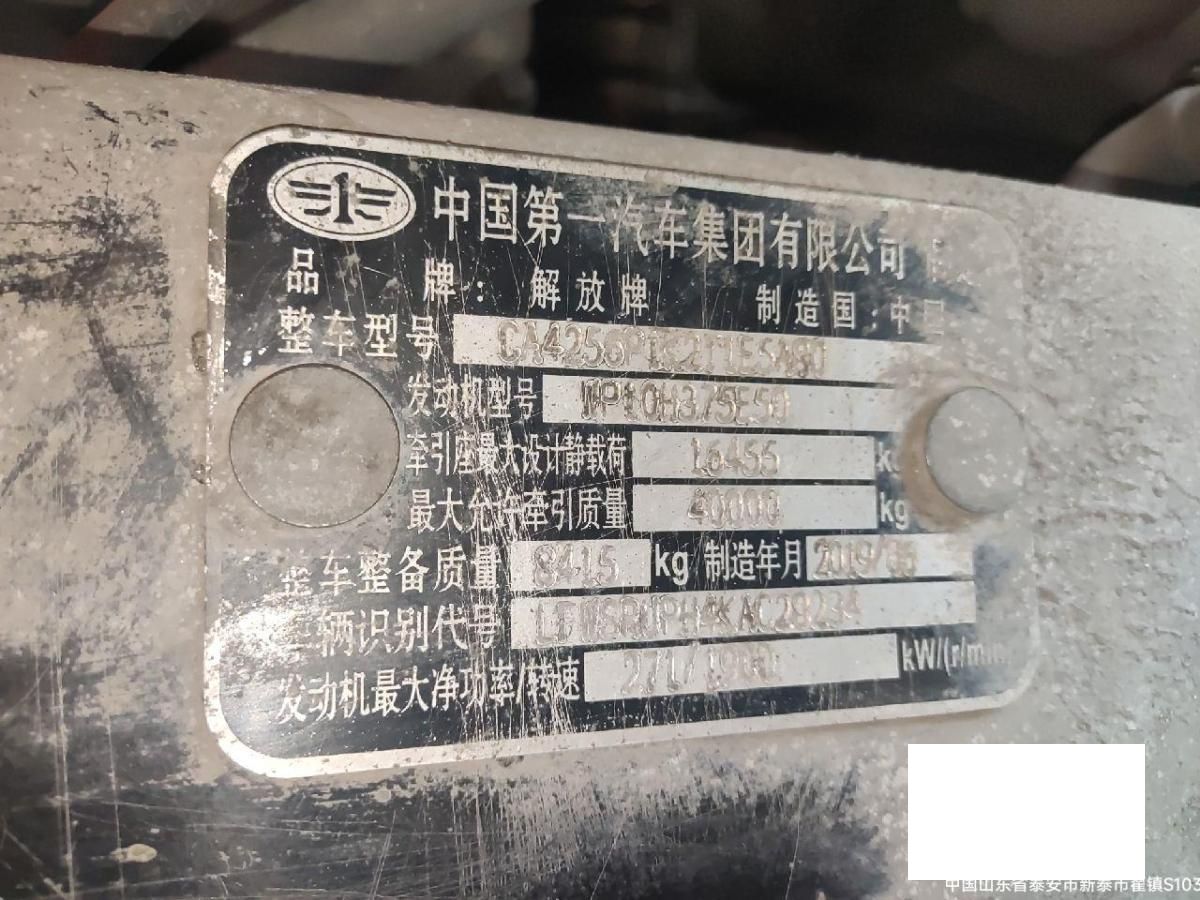 中国第一汽车集团有限公司
品 牌： 解放牌 制造国：中国
整车型号
发动机型号 WP10H375E50
牵引座最大设计静载荷 16455
最大允许牵引质量 40000 kg
整车整备质量 8415 kg 制造年月 2019/05
车辆识别代号
发动机最大净功率/转速 271/1900 kW/(r/min
中国山东省泰安市新泰市翟镇S103